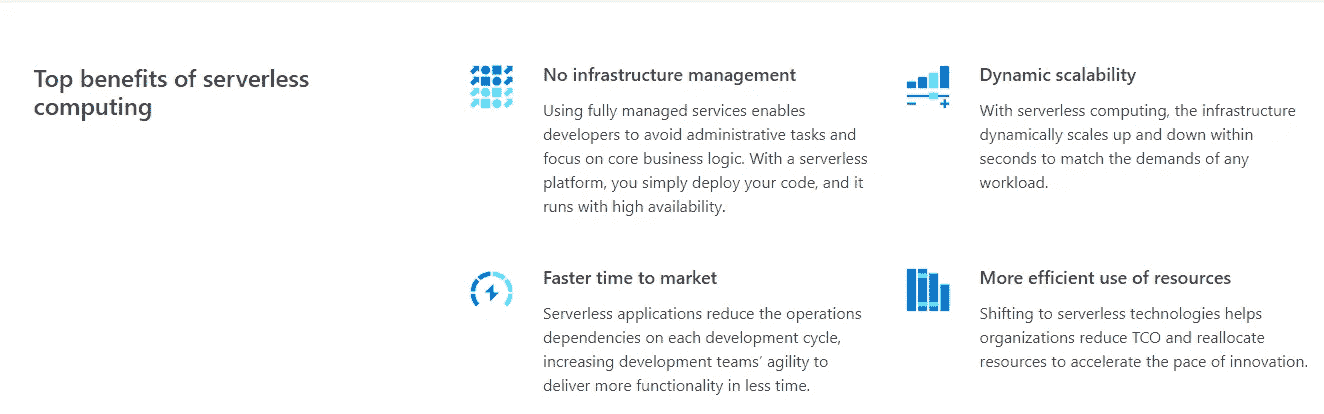 Top benefits of serverless
computing
No infrastructure management
Using fully managed services enables
developers to avoid administrative tasks and
focus on core business logic. With a serverless
platform, you simply deploy your code, and it
runs with high availability.
Dynamic scalability
With serverless computing, the infrastructure
dynamically scales up and down within
seconds to match the demands of any
workload.
Faster time to market
Serverless applications reduce the operations
dependencies on each development cycle,
increasing development teams’ agility to
deliver more functionality in less time.
More efficient use of resources
Shifting to serverless technologies helps
organizations reduce TCO and reallocate
resources to accelerate the pace of innovation.